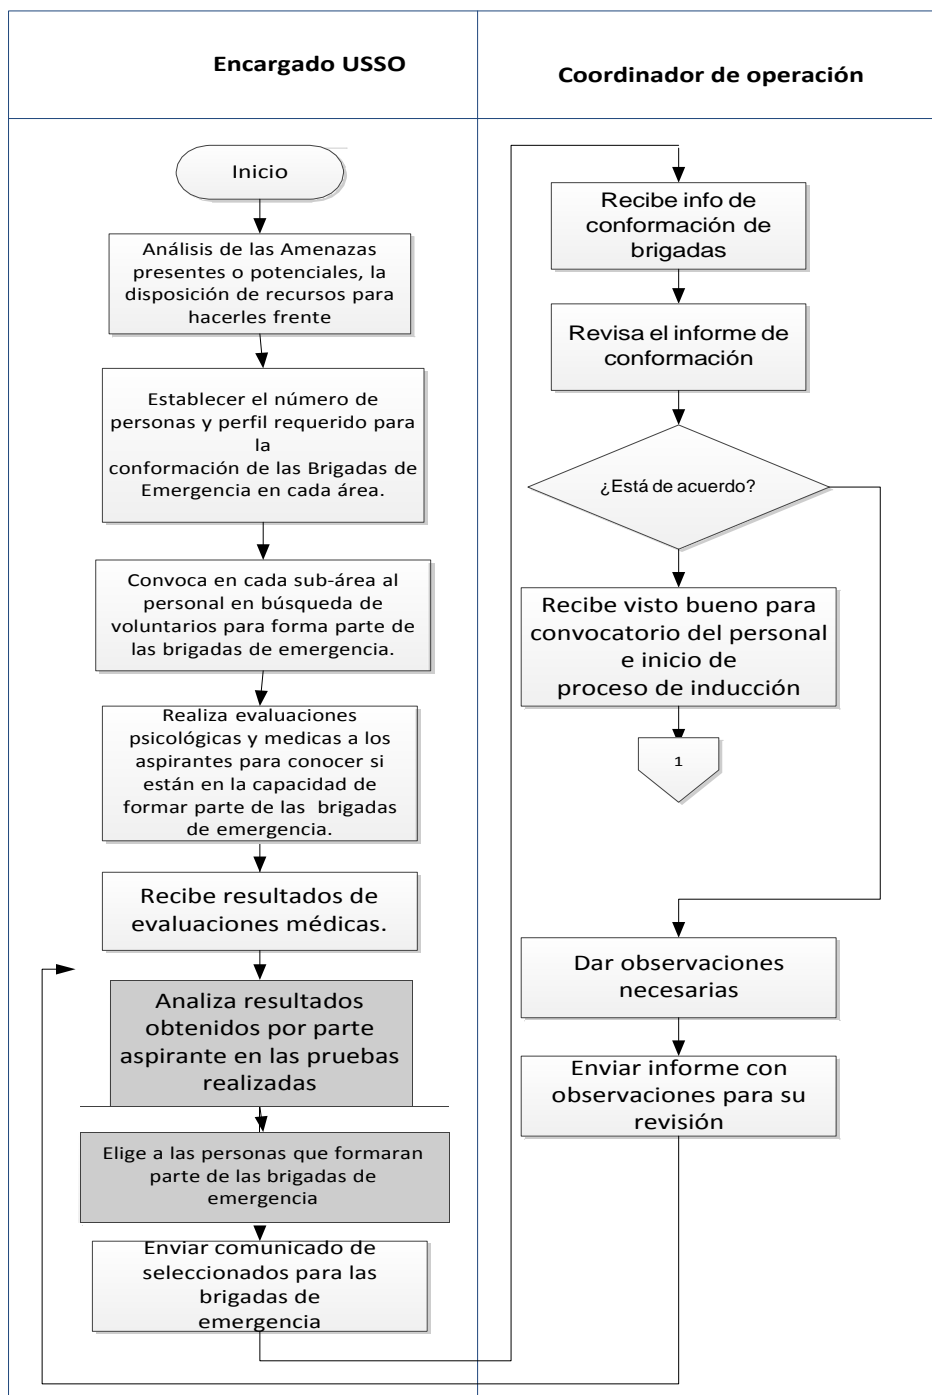 Encargado USSO
Coordinador de operación
Inicio
Análisis de las Amenazas
presentes o potenciales, la
disposición de recursos para
hacerles frente
Establecer el número de
personas y perfil requerido para
la
conformación de las Brigadas de
Emergencia en cada área.
Convoca en cada sub-área al
personal en búsqueda de
voluntarios para forma parte de
las brigadas de emergencia.
Realiza evaluaciones
psicológicas y medicas a los
aspirantes para conocer si
están en la capacidad de
formar parte de las brigadas
de emergencia.
Recibe resultados de
evaluaciones médicas.
Analiza resultados
obtenidos por parte
aspirante en las pruebas
realizadas
Elige a las personas que formaran
parte de las brigadas de
emergencia
Enviar comunicado de
seleccionados para las
brigadas de
emergencia
Recibe info de
conformación de
brigadas
Revisa el informe de
conformación
¿Está de acuerdo?
Recibe visto bueno para
convocatorio del personal
e inicio de
proceso de inducción
1
Dar observaciones
necesarias
Enviar informe con
observaciones para su
revisión